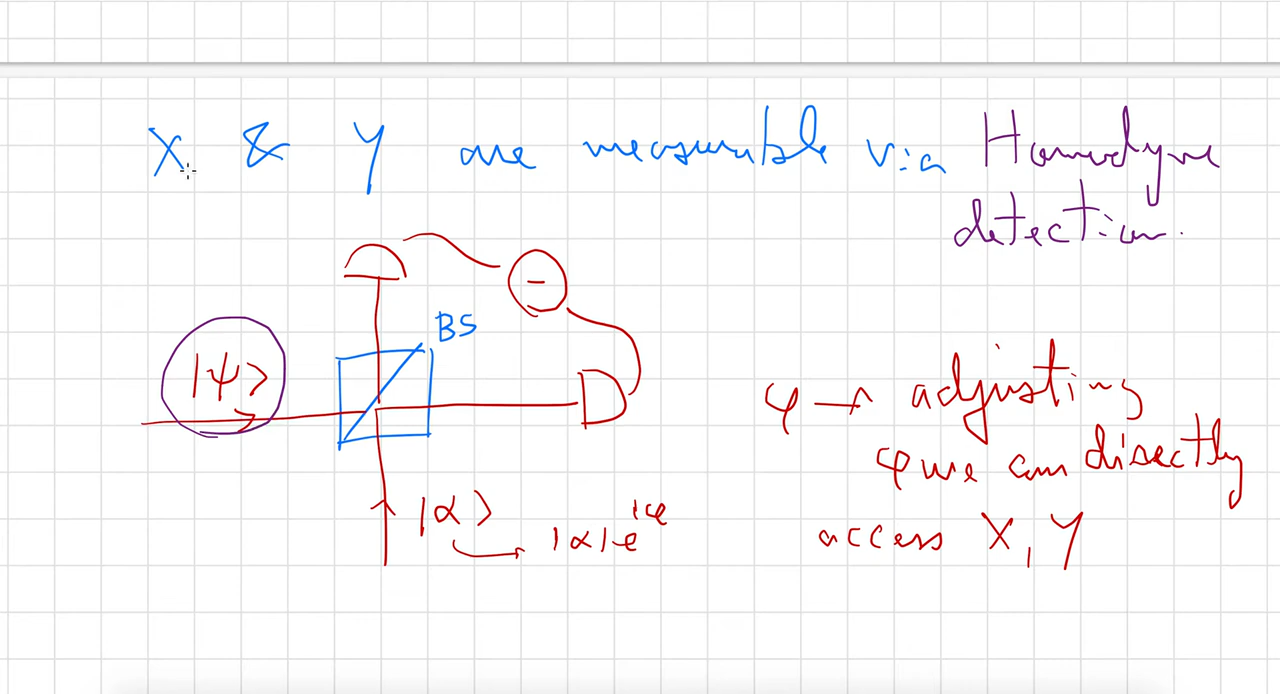 X & Y are measurable via Homodyne
detection.
-
BS
|ψ>
φ → adjusting
φ we can directly
access X, Y
|α>
|α| e^{iφ}